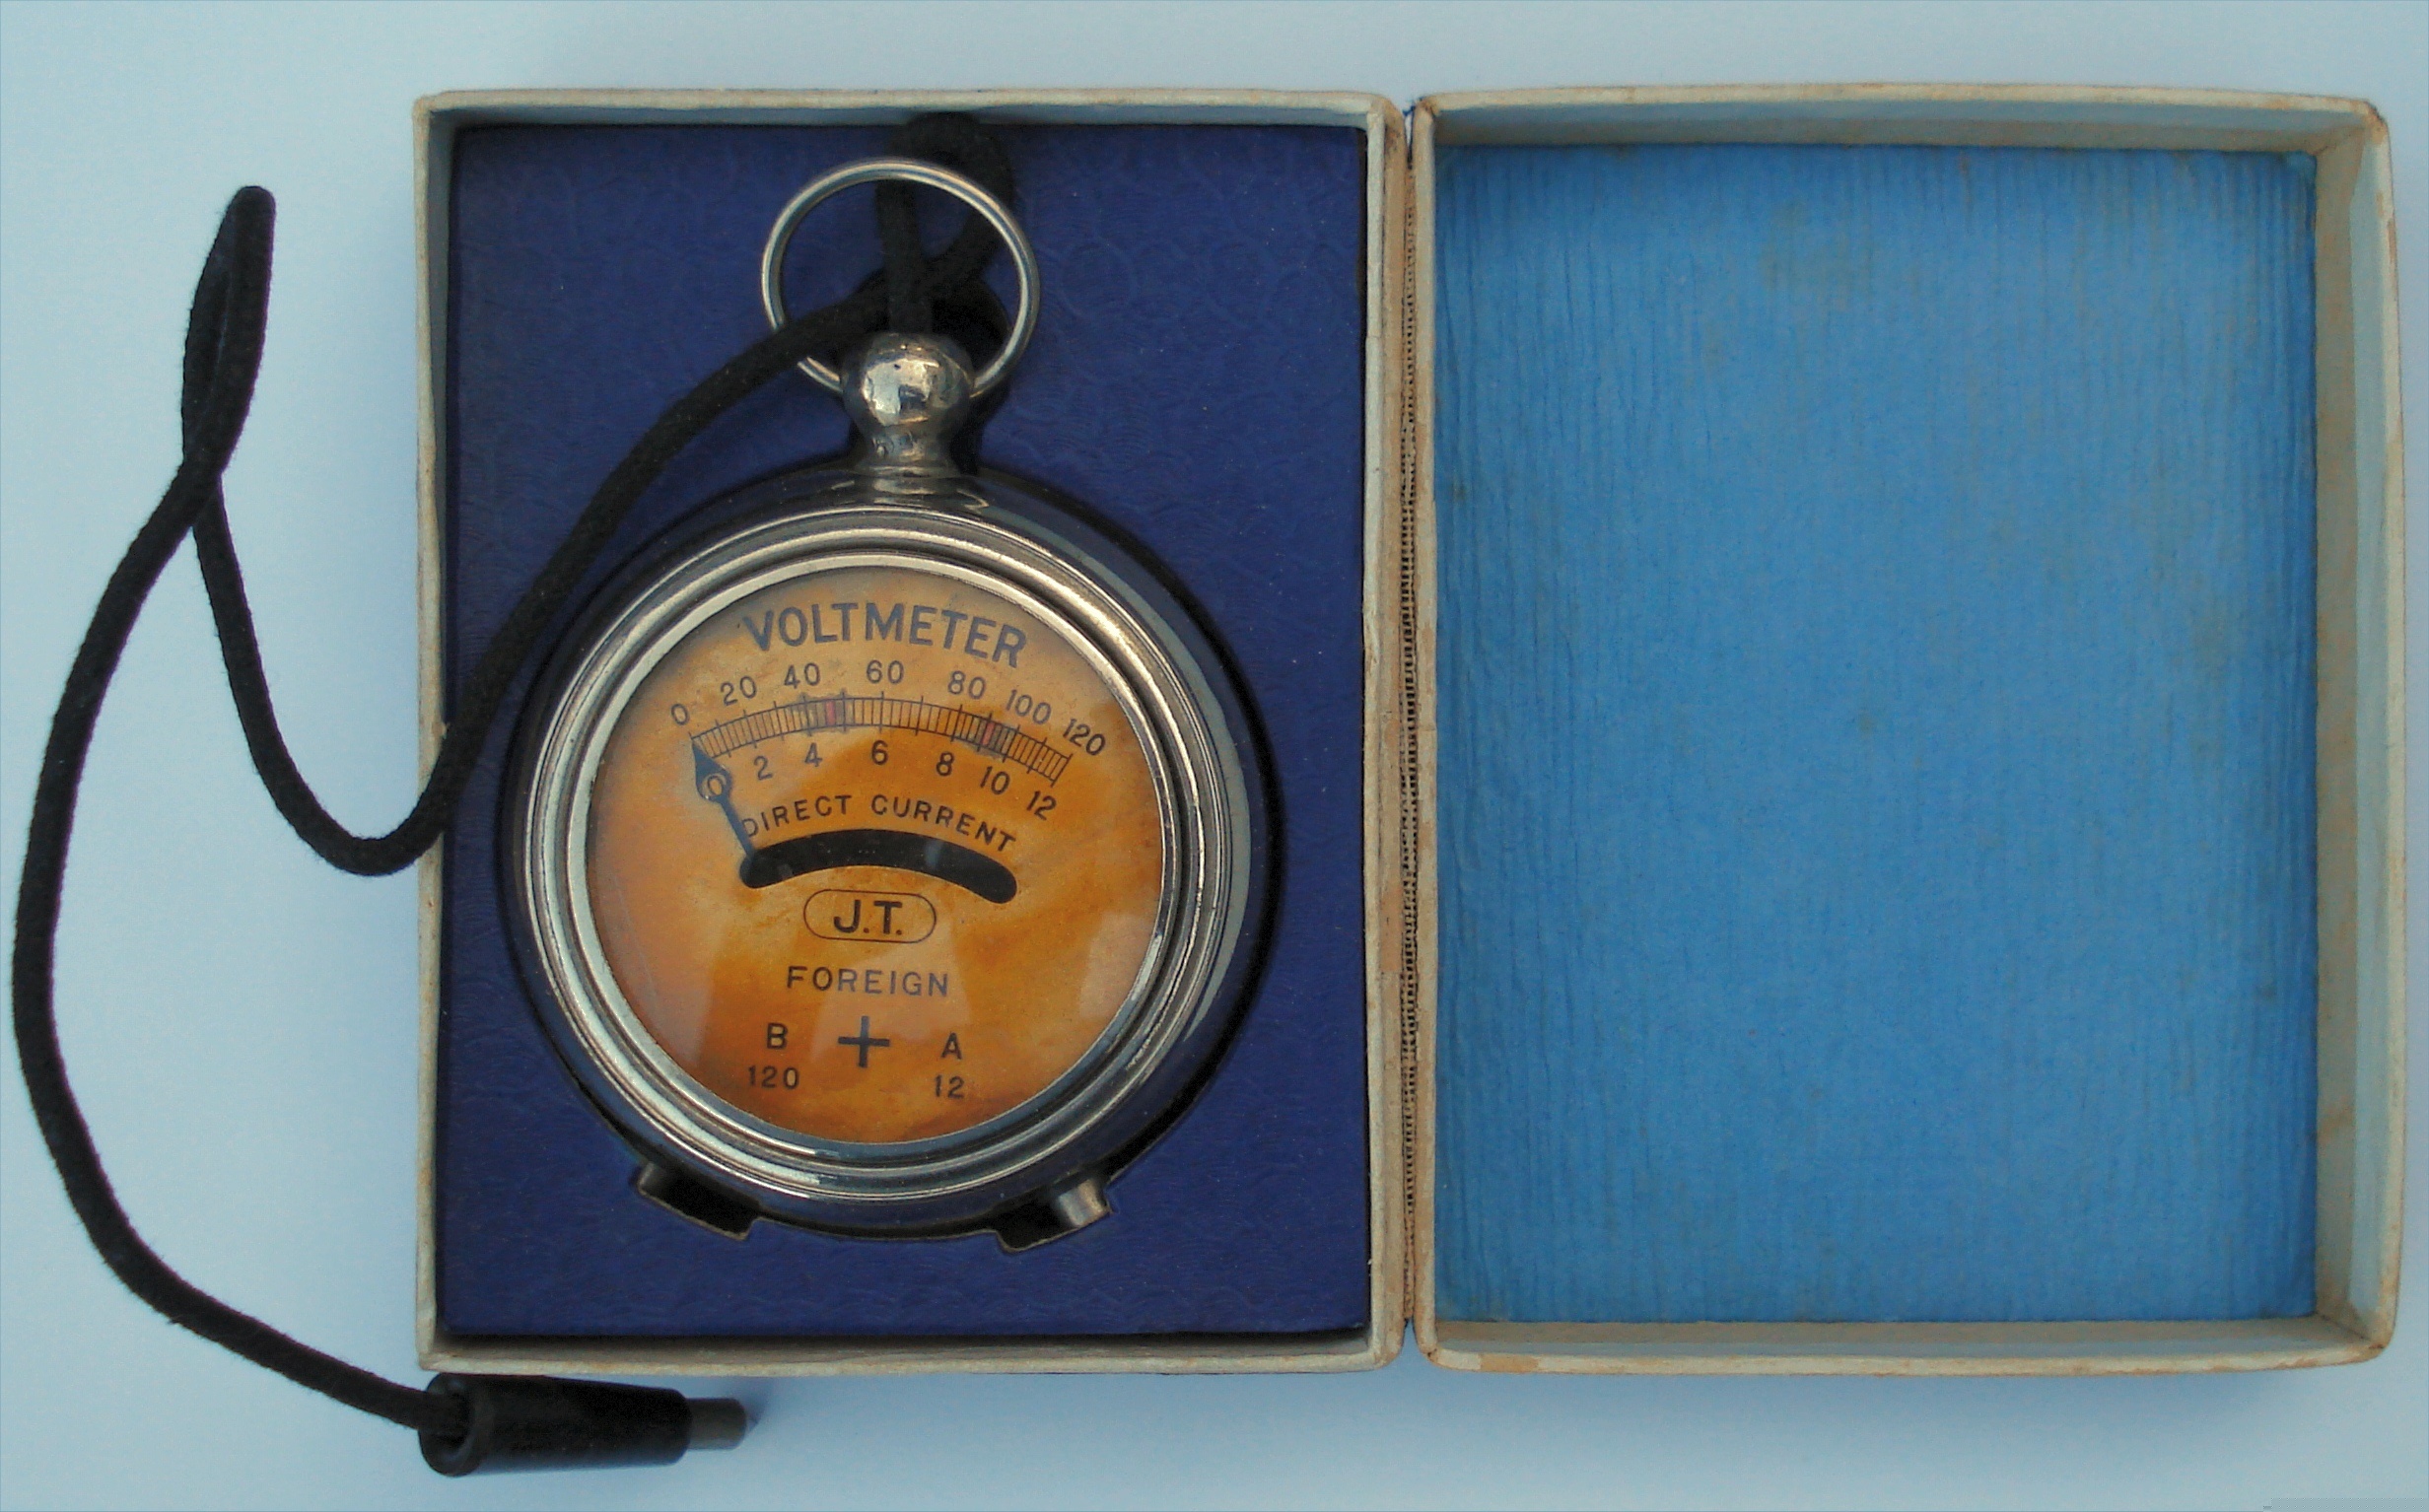 VOLTMETER
0 20 40 60 80 100 120
0 2 4 6 8 10 12
DIRECT CURRENT
J.T.
FOREIGN
B + A
120 12